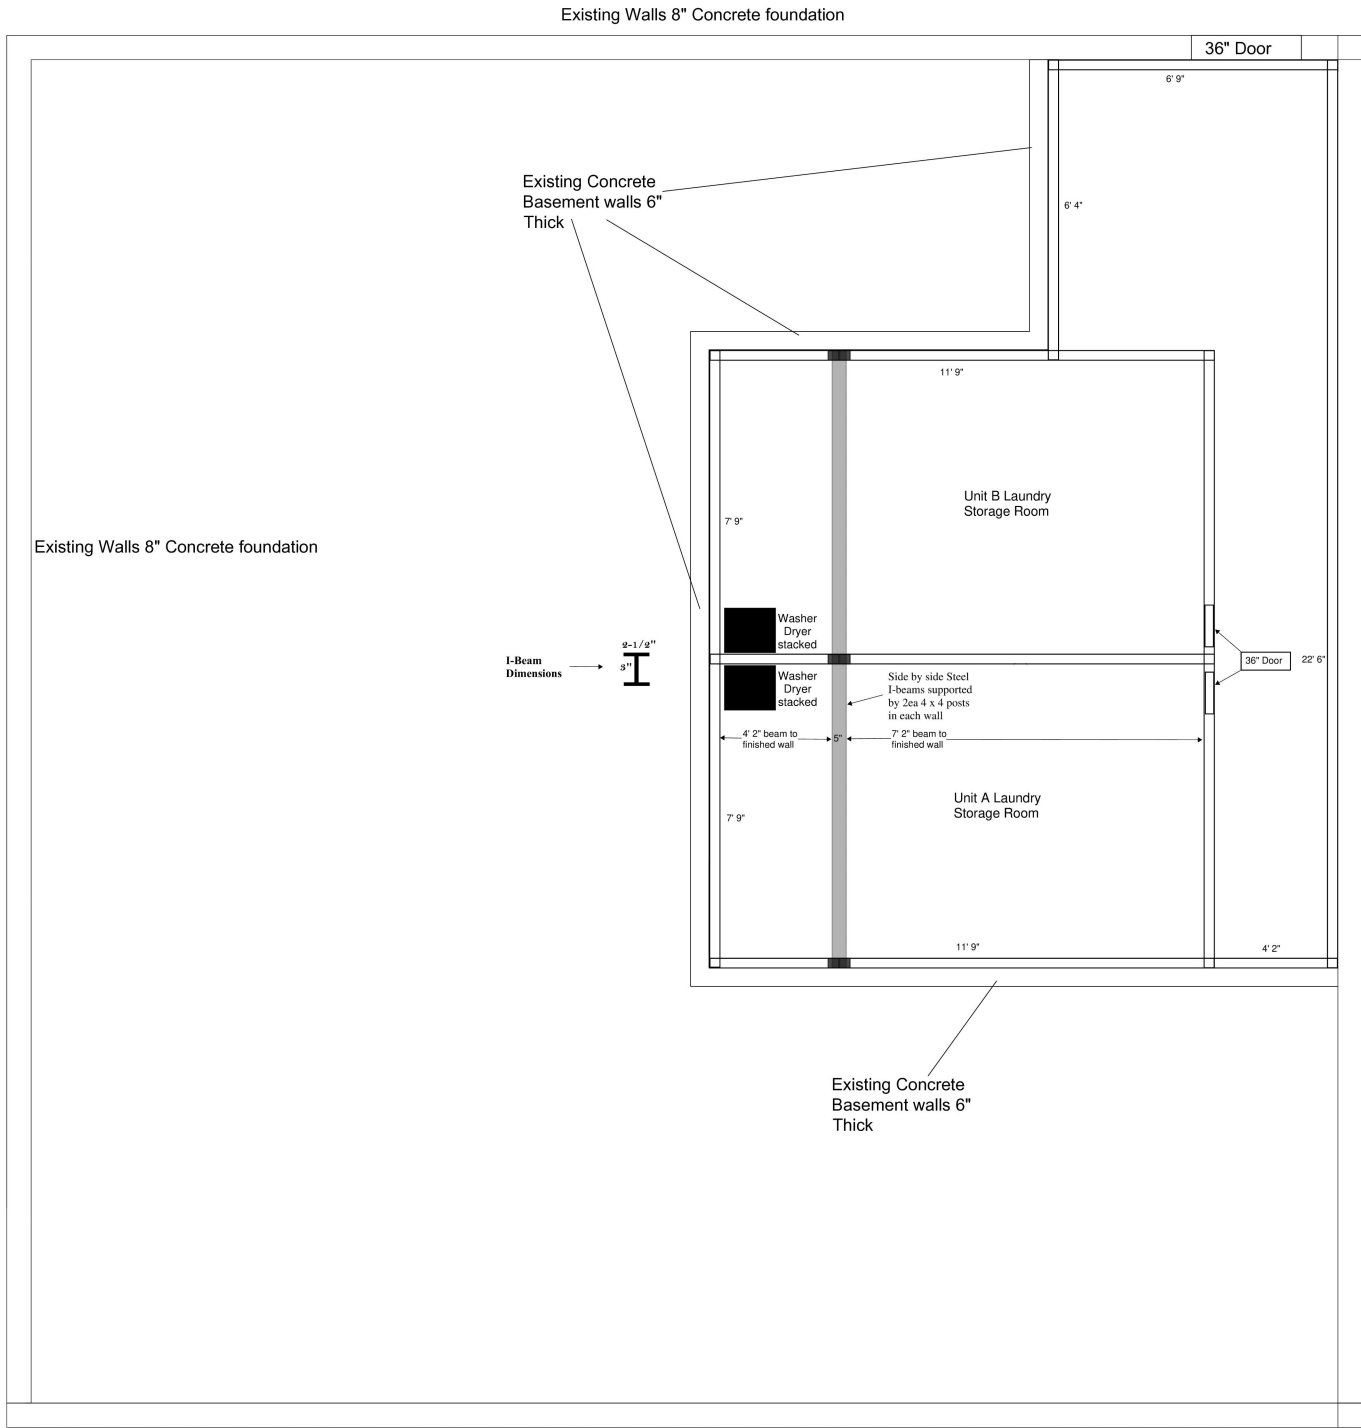 Existing Walls 8" Concrete foundation
36" Door
6' 9"
Existing Concrete
Basement walls 6"
Thick
6' 4"
11' 9"
Unit B Laundry
Storage Room
7' 9"
Existing Walls 8" Concrete foundation
Washer
Dryer
stacked
2-1/2"
3"
I-Beam
Dimensions
36" Door
22' 6"
Washer
Dryer
stacked
Side by side Steel
I-beams supported
by 2ea 4 x 4 posts
in each wall
4' 2" beam to
finished wall
5"
7' 2" beam to
finished wall
Unit A Laundry
Storage Room
7' 9"
11' 9"
4' 2"
Existing Concrete
Basement walls 6"
Thick